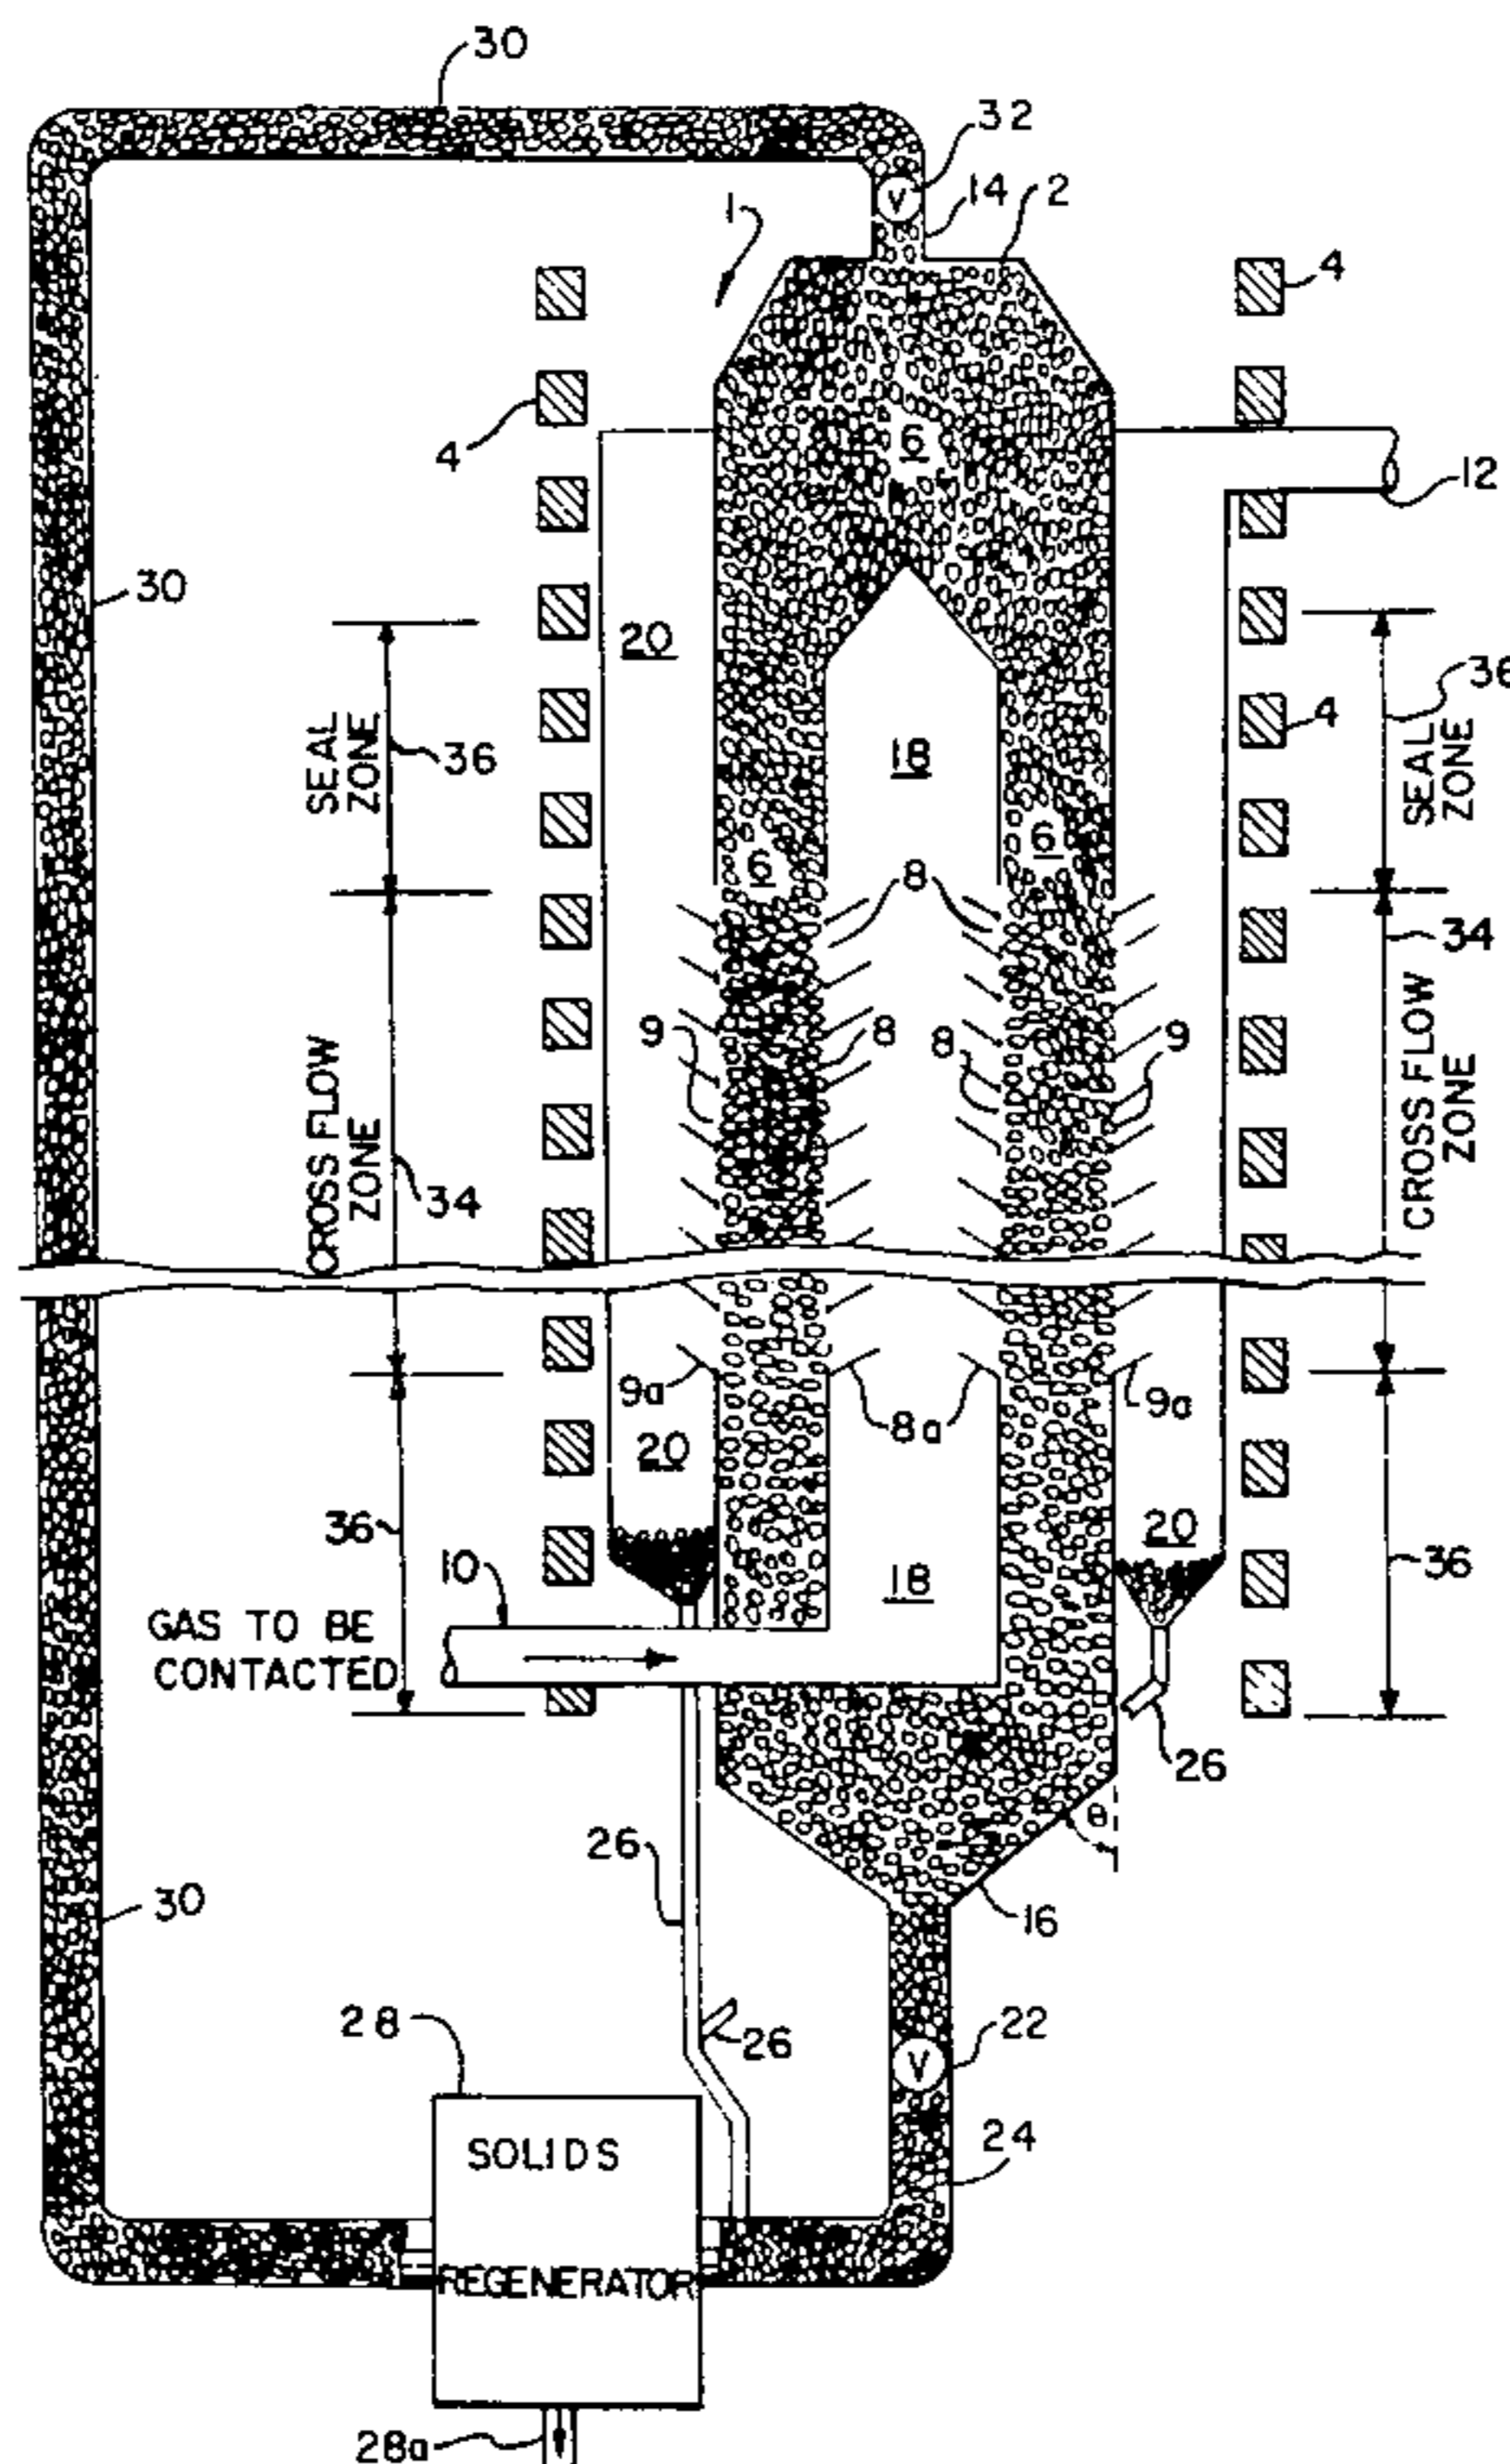 30
32
14
2
1
4
4
6
12
30
20
36
SEAL
ZONE
36
18
4
SEAL
ZONE
6
6
8
34
9
8
8
9
CROSS FLOW
ZONE
34
CROSS FLOW
ZONE
9a
8a
9a
20
36
10
18
20
36
GAS TO BE
CONTACTED
26
θ
26
16
30
28
26
22
V
SOLIDS
24
REGENERATOR
28a
V